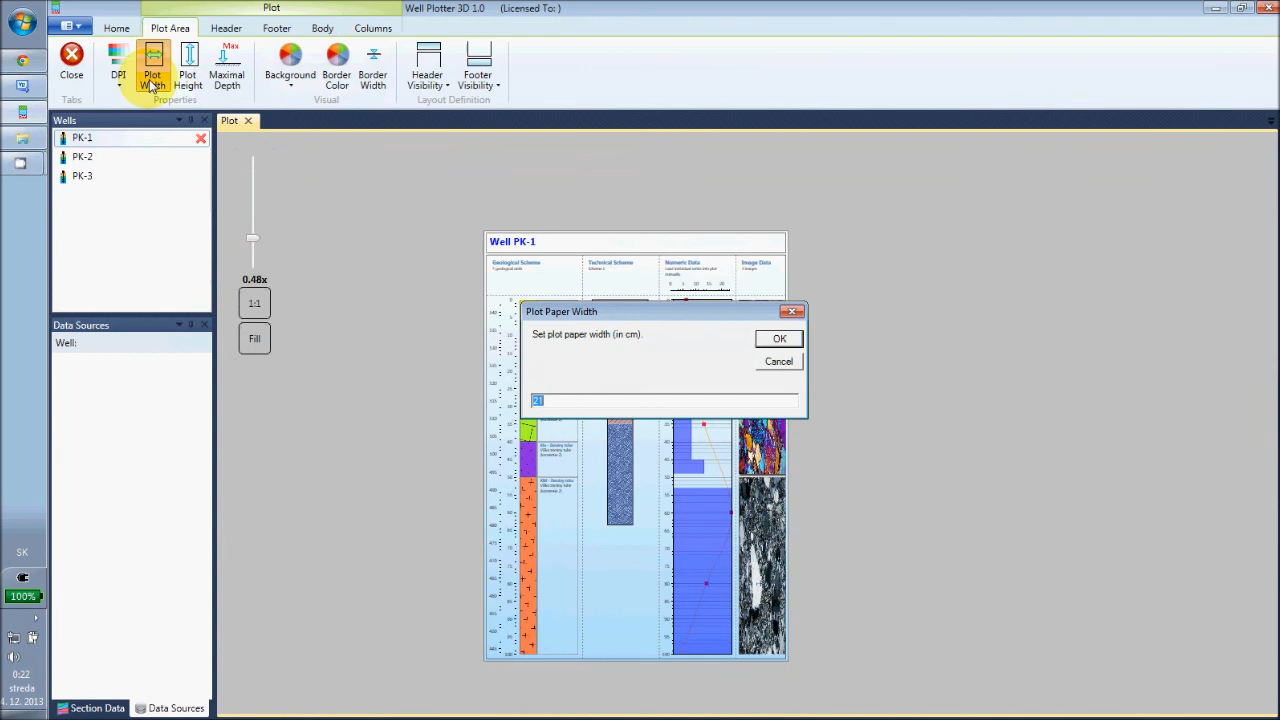 Plot
Well Plotter 3D 1.0 (Licensed To: )
Home
Plot Area
Header
Footer
Body
Columns
Close
DPI
Plot Width
Plot Height
Max
Maximal Depth
Background
Border Color
Border Width
Header Visibility
Footer Visibility
Tabs
Properties
Visual
Layout Definition
Wells
PK-1
PK-2
PK-3
Data Sources
Well:
Section Data
Data Sources
Plot
0.48x
1:1
Fill
Well PK-1
Geological Scheme
Technical Scheme
Numeric Data
Image Data
Plot Paper Width
Set plot paper width (in cm).
OK
Cancel
21
SK
100%
0:22
streda
4. 12. 2013